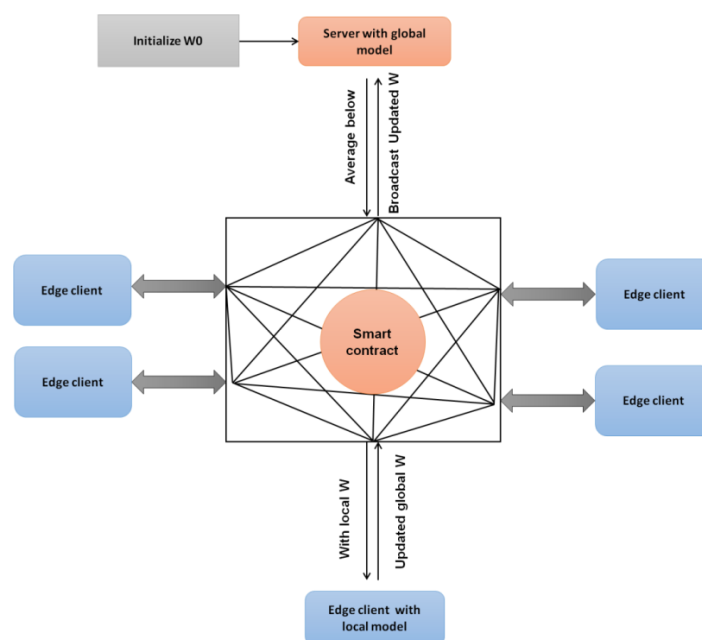 Initialize W0
Server with global
model
Average below
Broadcast Updated W
Edge client
Edge client
Smart
contract
Edge client
Edge client
With local W
Updated global W
Edge client with
local model